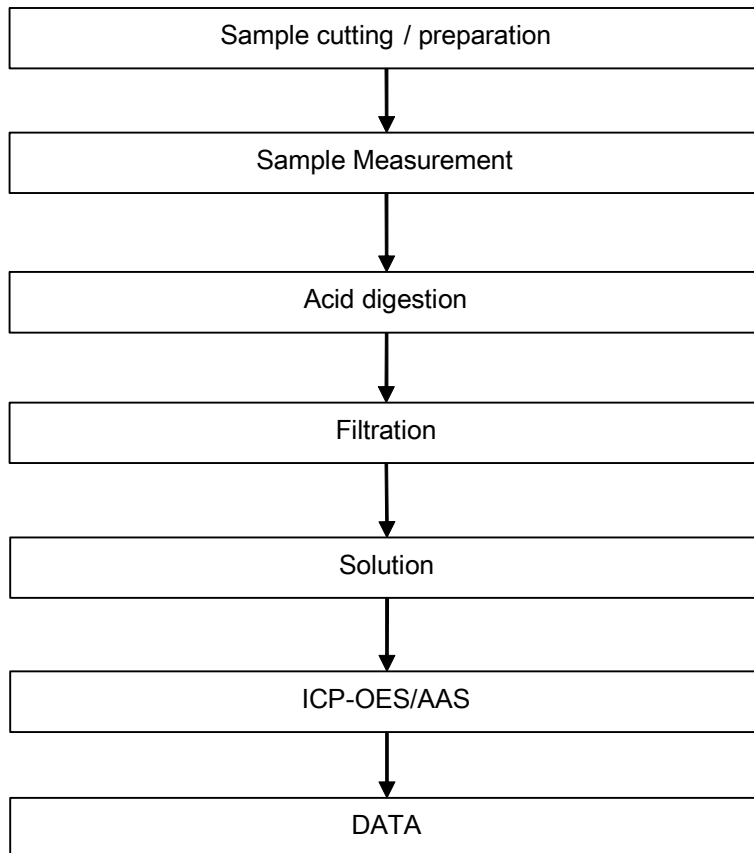 Sample cutting / preparation
Sample Measurement
Acid digestion
Filtration
Solution
ICP-OES/AAS
DATA